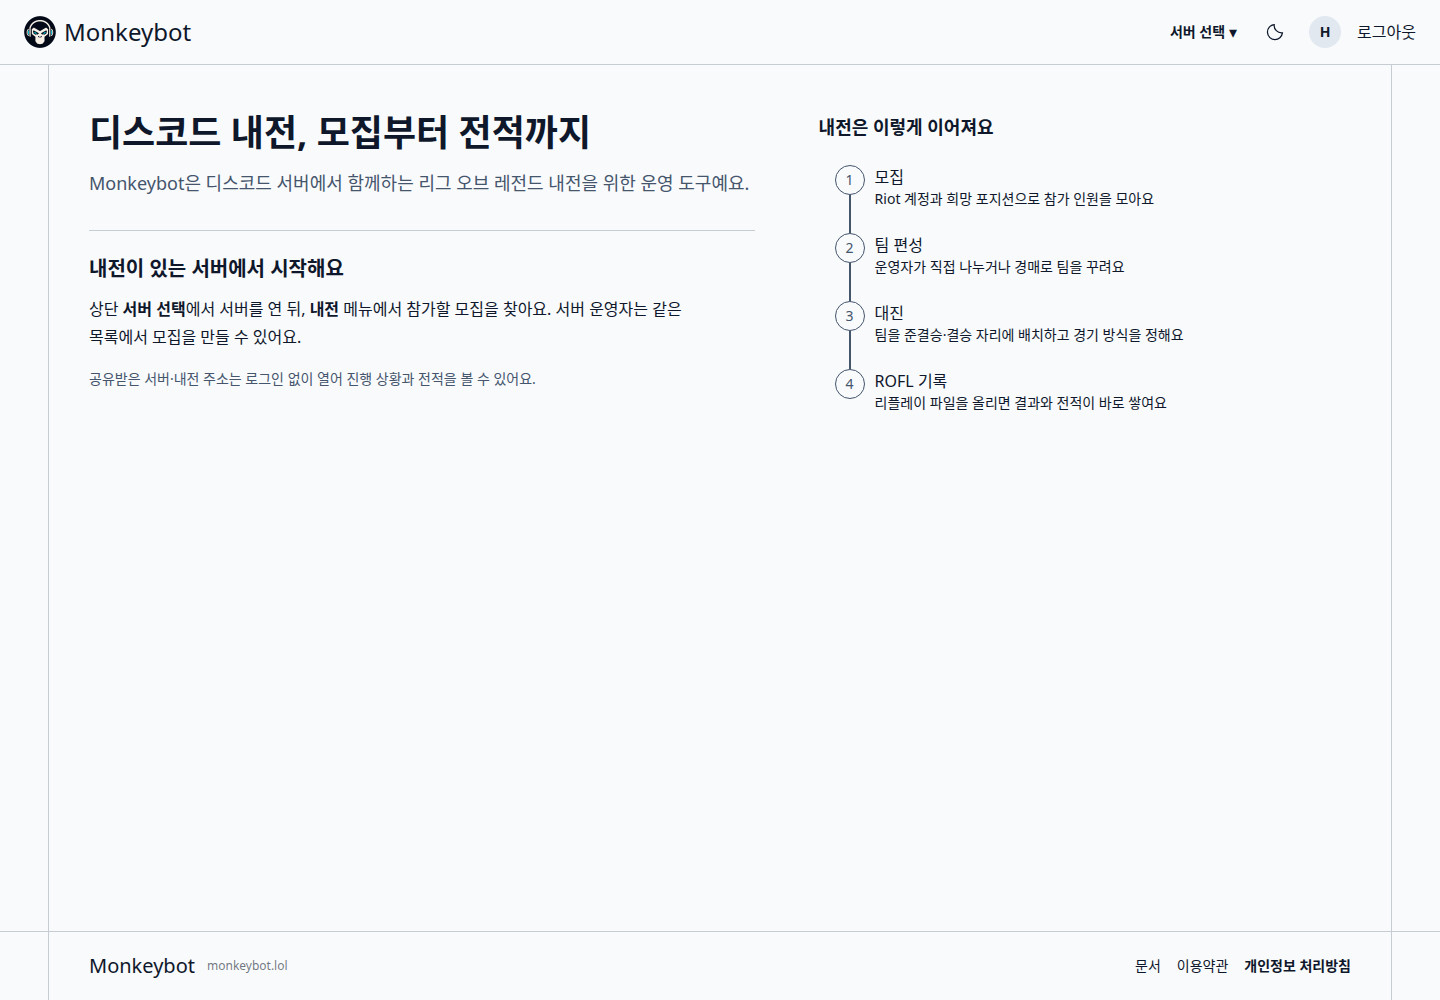 Monkeybot
서버 선택 ▾
H
로그아웃
디스코드 내전, 모집부터 전적까지
Monkeybot은 디스코드 서버에서 함께하는 리그 오브 레전드 내전을 위한 운영 도구예요.
내전이 있는 서버에서 시작해요
상단 서버 선택에서 서버를 연 뒤, 내전 메뉴에서 참가할 모집을 찾아요. 서버 운영자는 같은
목록에서 모집을 만들 수 있어요.
공유받은 서버·내전 주소는 로그인 없이 열어 진행 상황과 전적을 볼 수 있어요.
내전은 이렇게 이어져요
1 모집
Riot 계정과 희망 포지션으로 참가 인원을 모아요
2 팀 편성
운영자가 직접 나누거나 경매로 팀을 꾸려요
3 대진
팀을 준결승·결승 자리에 배치하고 경기 방식을 정해요
4 ROFL 기록
리플레이 파일을 올리면 결과와 전적이 바로 쌓여요
Monkeybot monkeybot.lol
문서 이용약관 개인정보 처리방침